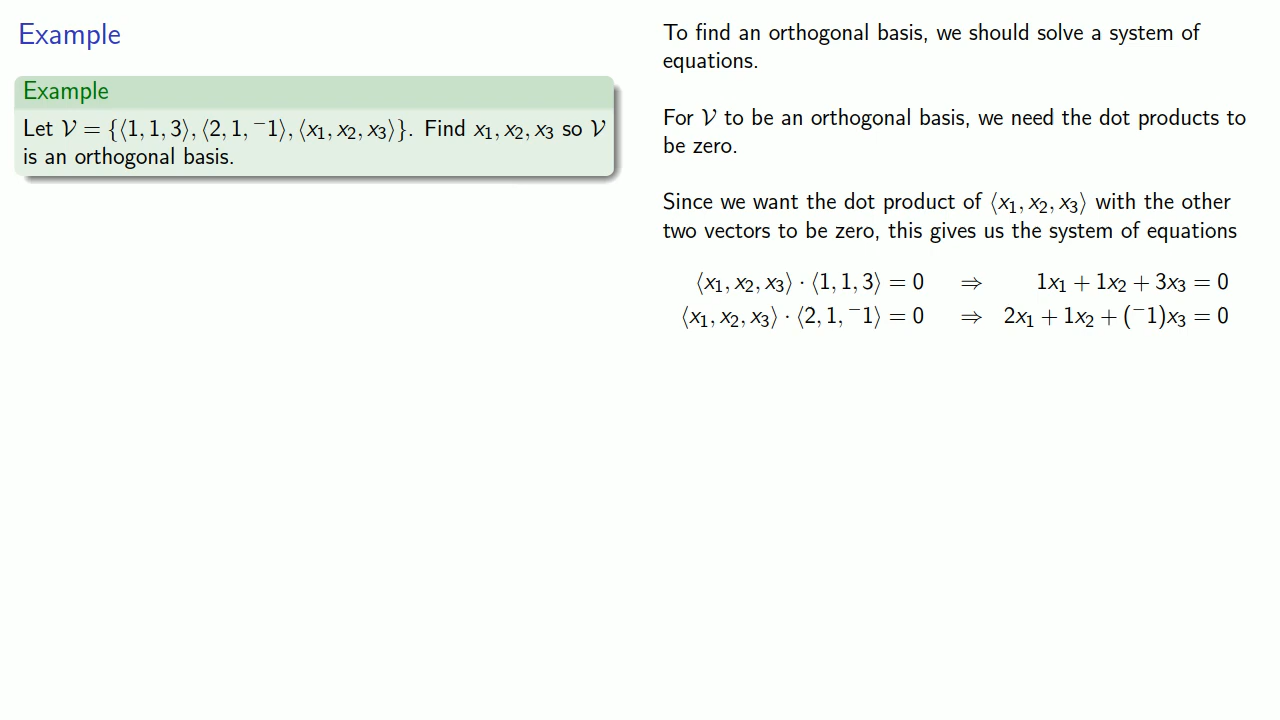 Example
Example
Let 𝒱 = {⟨1, 1, 3⟩, ⟨2, 1, ⁻1⟩, ⟨x₁, x₂, x₃⟩}. Find x₁, x₂, x₃ so 𝒱
is an orthogonal basis.
To find an orthogonal basis, we should solve a system of
equations.
For 𝒱 to be an orthogonal basis, we need the dot products to
be zero.
Since we want the dot product of ⟨x₁, x₂, x₃⟩ with the other
two vectors to be zero, this gives us the system of equations
⟨x₁, x₂, x₃⟩ · ⟨1, 1, 3⟩ = 0 ⇒ 1x₁ + 1x₂ + 3x₃ = 0
⟨x₁, x₂, x₃⟩ · ⟨2, 1, ⁻1⟩ = 0 ⇒ 2x₁ + 1x₂ + (⁻1)x₃ = 0